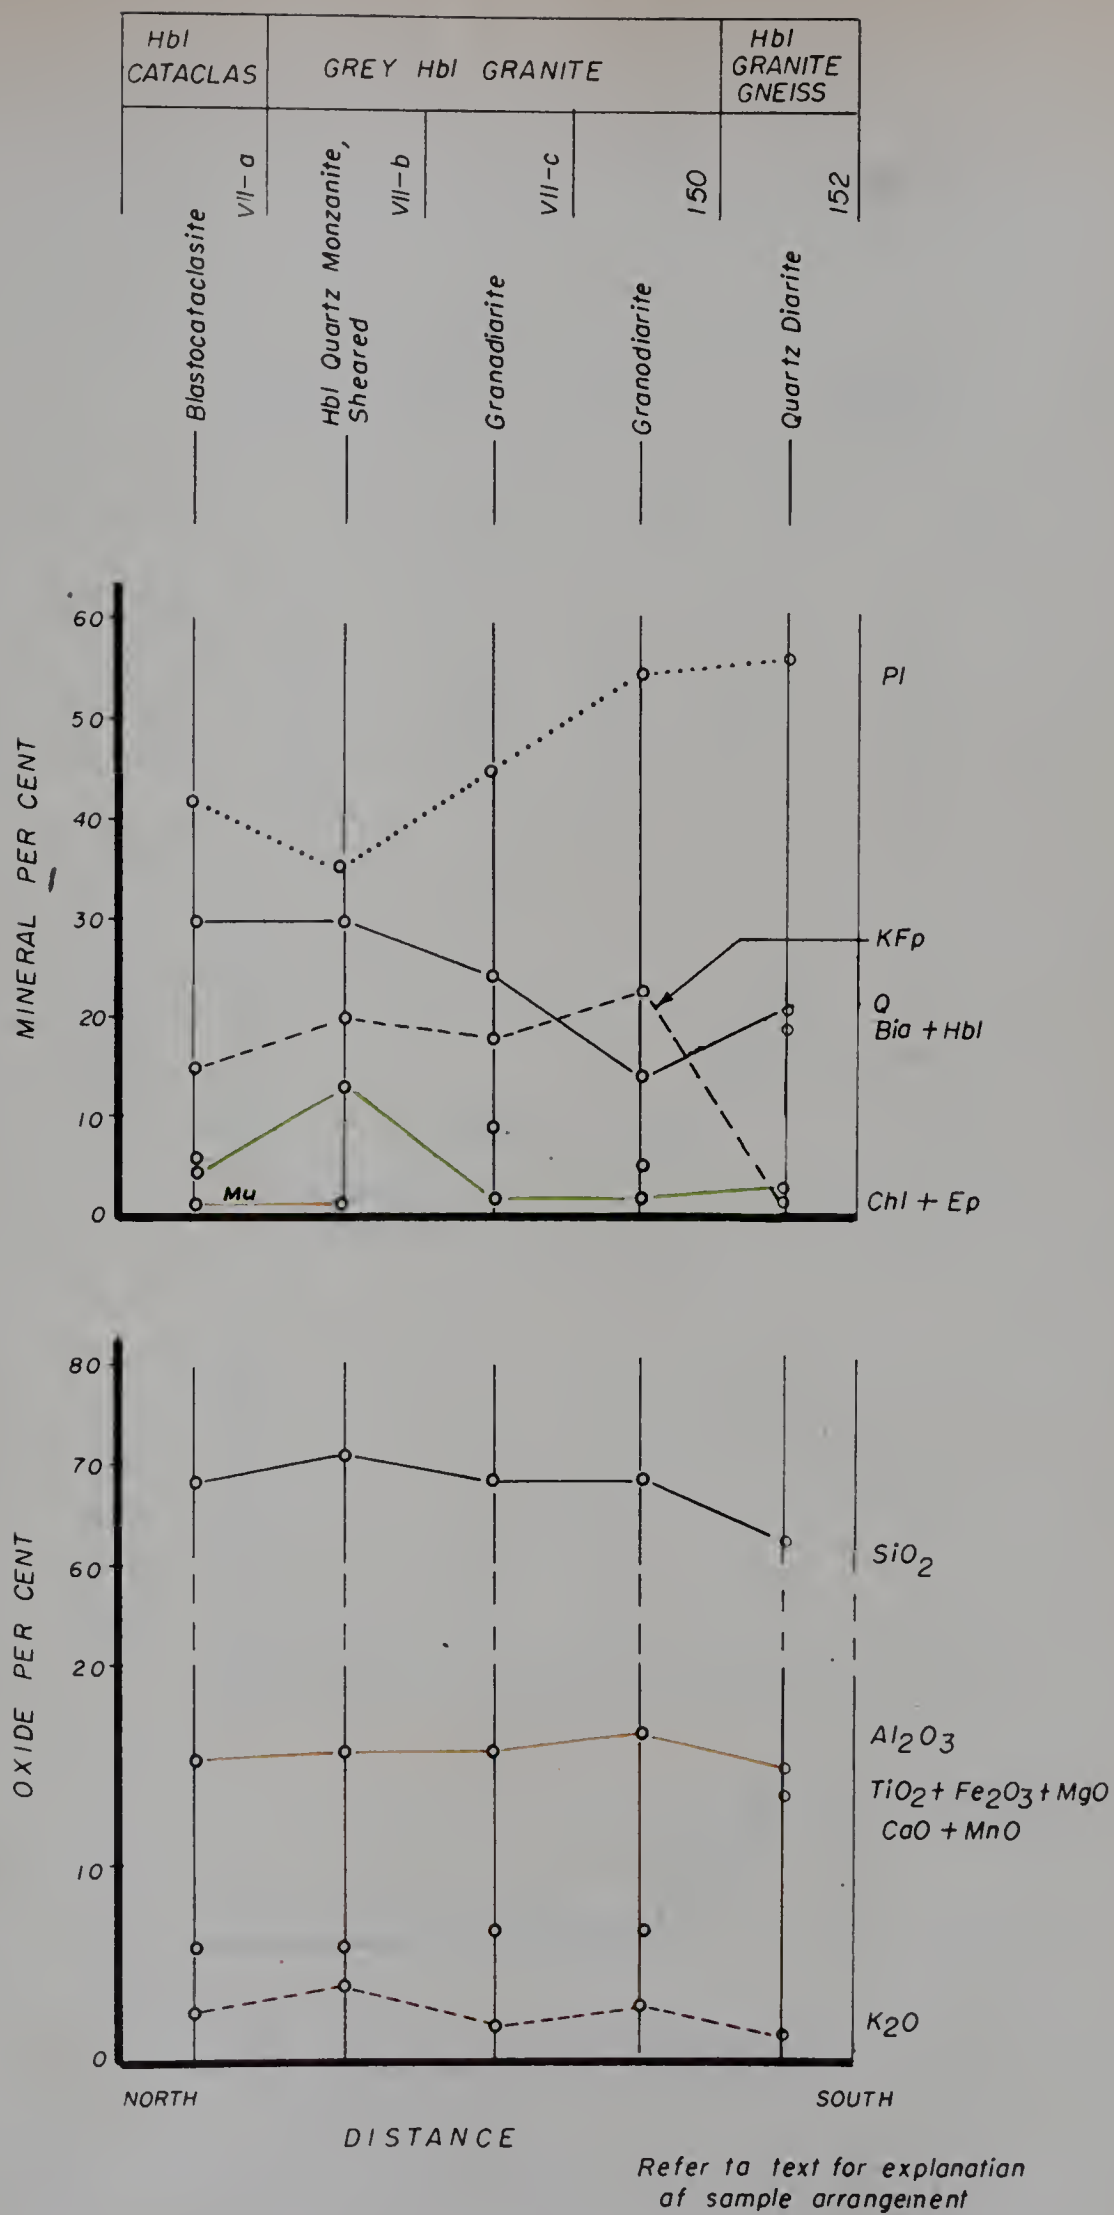 Hbl
CATACLAS
GREY Hbl GRANITE
Hbl
GRANITE
GNEISS
VII-a
VII-b
VII-c
150
152
Blastocataclasite
Hbl Quartz Monzanite,
Sheared
Granadiarite
Granodiarite
Quartz Diarite
MINERAL PER CENT
60
50
40
30
20
10
0
Pl
KFp
Q
Bia + Hbl
Mu
Chl + Ep
OXIDE PER CENT
80
70
60
20
10
0
SiO2
Al2O3
TiO2 + Fe2O3 + MgO
CaO + MnO
K2O
NORTH
SOUTH
DISTANCE
Refer ta text for explanation
af sample arrangement